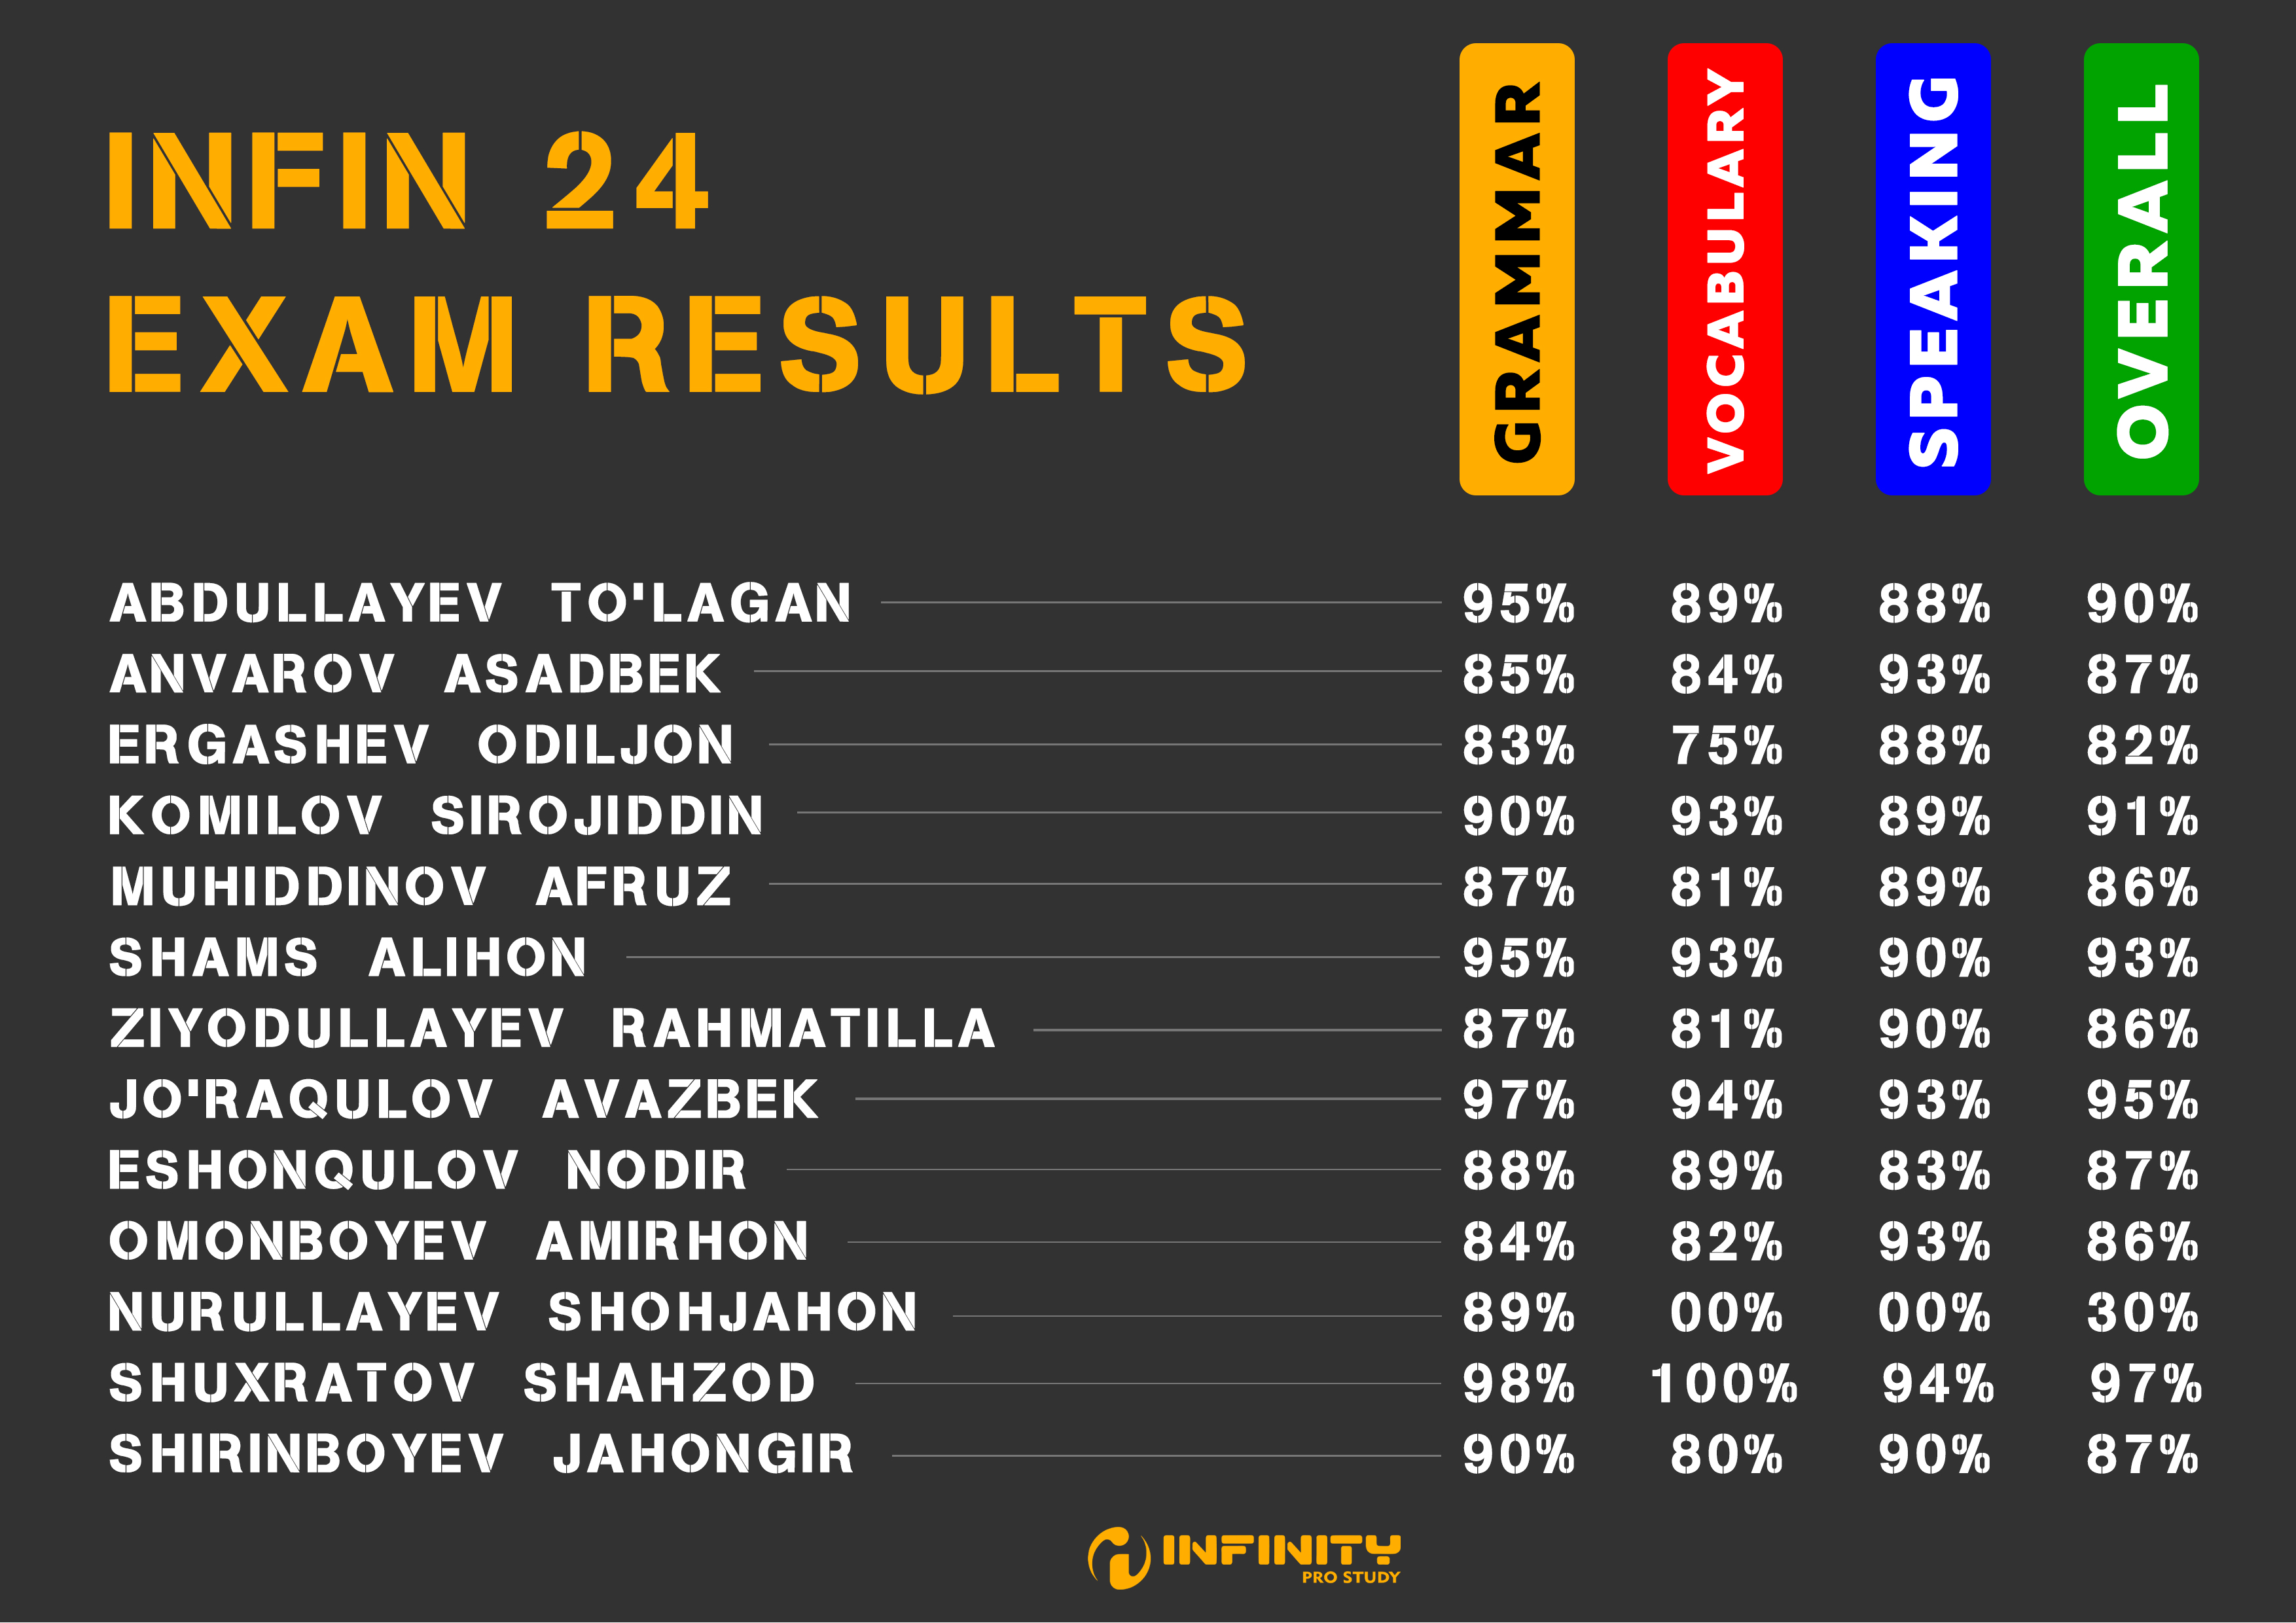 INFIN 24
EXAM RESULTS
GRAMMAR VOCABULARY SPEAKING OVERALL
ABDULLAYEV TO'LAGAN 95% 89% 88% 90%
ANVAROV ASADBEK 85% 84% 93% 87%
ERGASHEV ODILJON 83% 75% 88% 82%
KOMILOV SIROJIDDIN 90% 93% 89% 91%
MUHIDDINOV AFRUZ 87% 81% 89% 86%
SHAMS ALIHON 95% 93% 90% 93%
ZIYODULLAYEV RAHMATILLA 87% 81% 90% 86%
JO'RAQULOV AVAZBEK 97% 94% 93% 95%
ESHONQULOV NODIR 88% 89% 83% 87%
OMONBOYEV AMIRHON 84% 82% 93% 86%
NURULLAYEV SHOHJAHON 89% 00% 00% 30%
SHUXRATOV SHAHZOD 98% 100% 94% 97%
SHIRINBOYEV JAHONGIR 90% 80% 90% 87%
INFINITY
PRO STUDY